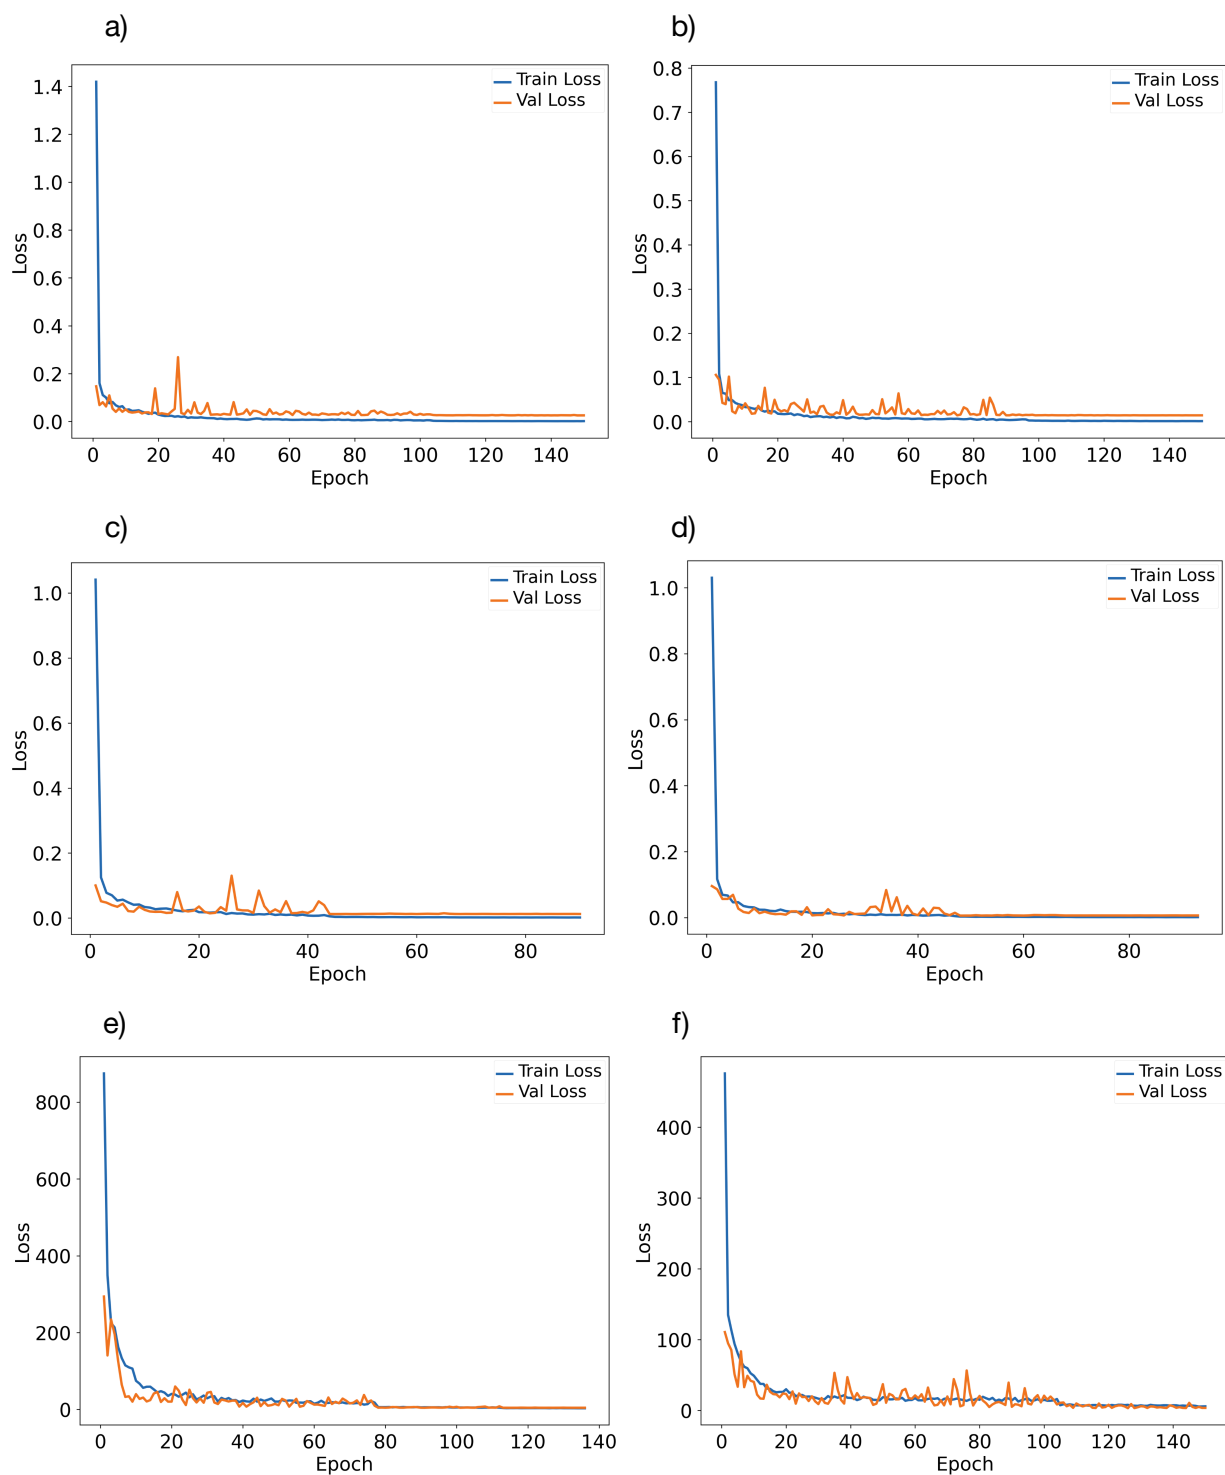 a)
b)
Train Loss
Val Loss
1.4
1.2
1.0
0.8
0.6
0.4
0.2
0.0
Loss
0 20 40 60 80 100 120 140
Epoch
Train Loss
Val Loss
0.8
0.7
0.6
0.5
0.4
0.3
0.2
0.1
0.0
Loss
0 20 40 60 80 100 120 140
Epoch
c)
d)
Train Loss
Val Loss
1.0
0.8
0.6
0.4
0.2
0.0
Loss
0 20 40 60 80
Epoch
Train Loss
Val Loss
1.0
0.8
0.6
0.4
0.2
0.0
Loss
0 20 40 60 80
Epoch
e)
f)
Train Loss
Val Loss
800
600
400
200
0
Loss
0 20 40 60 80 100 120 140
Epoch
Train Loss
Val Loss
400
300
200
100
0
Loss
0 20 40 60 80 100 120 140
Epoch